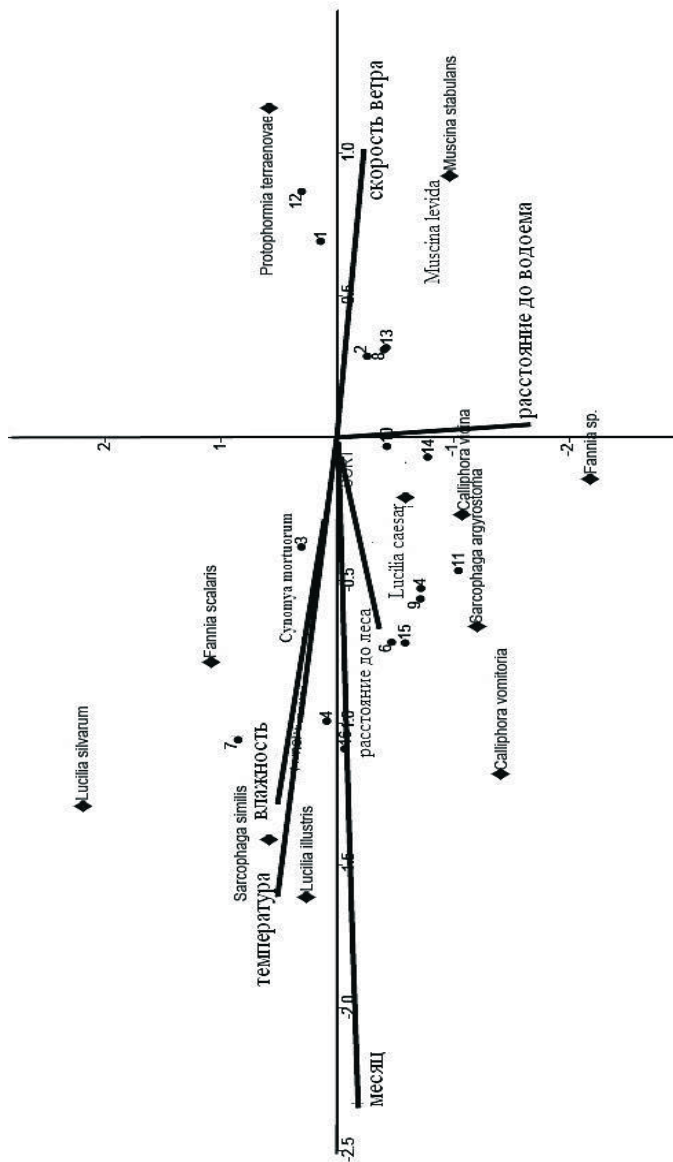 Lucilia silvarum
2
Fannia scalaris
1
7
Sarcophaga similis
температура
влажность
Protophormia terraenovae
Cynomya mortuorum
12
3
Lucilia illustris
1
4
-2.5
-2.0
-1.5
-0.5
0.5
1.0
2
расстояние до леса
месяц
скорость ветра
8
6
13
10
Lucilia caesar
15
9
4
14
Muscina levida
-1
11
Muscina stabulans
Calliphora vicina
Sarcophaga argyrostoma
Calliphora vomitoria
расстояние до водоема
-2
Fannia sp.